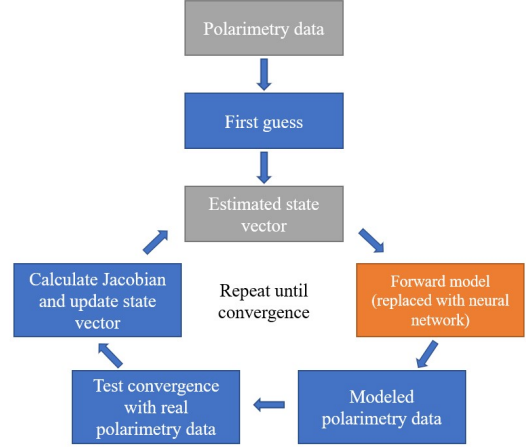 Polarimetry data
First guess
Estimated state
vector
Calculate Jacobian
and update state
vector
Repeat until
convergence
Forward model
(replaced with neural
network)
Test convergence
with real
polarimetry data
Modeled
polarimetry data